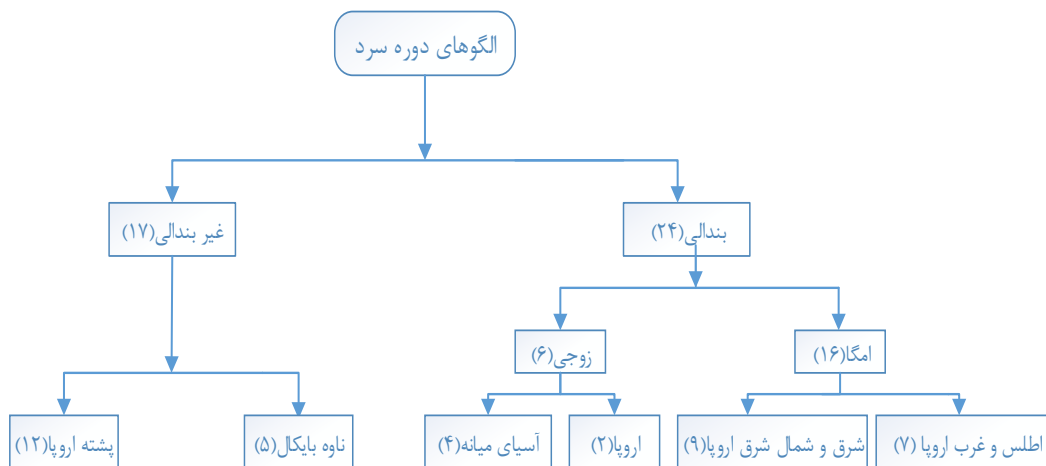 الگوهای دوره سرد
بندالی(۲۴)
غیر بندالی(۱۷)
امگا(۱۶)
زوجی(۶)
اطلس و غرب اروپا (۷)
شرق و شمال شرق اروپا(۹)
اروپا(۲)
آسیای میانه(۴)
ناوه بایکال(۵)
پشته اروپا(۱۲)